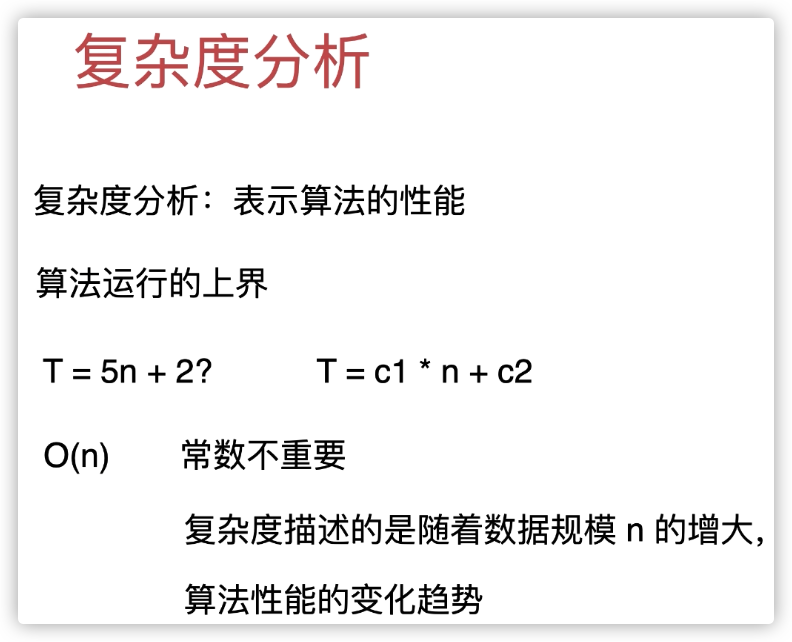 复杂度分析
复杂度分析：表示算法的性能
算法运行的上界
T = 5n + 2? T = c1 * n + c2
O(n) 常数不重要
复杂度描述的是随着数据规模 n 的增大，
算法性能的变化趋势